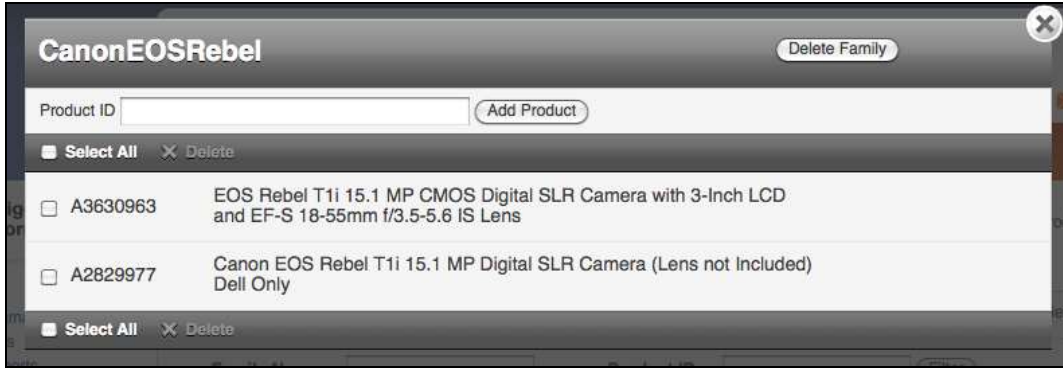 CanonEOSRebel
Delete Family
Product ID
Add Product
Select All
Delete
A3630963
EOS Rebel T1i 15.1 MP CMOS Digital SLR Camera with 3-Inch LCD
and EF-S 18-55mm f/3.5-5.6 IS Lens
A2829977
Canon EOS Rebel T1i 15.1 MP Digital SLR Camera (Lens not Included)
Dell Only
Select All
Delete